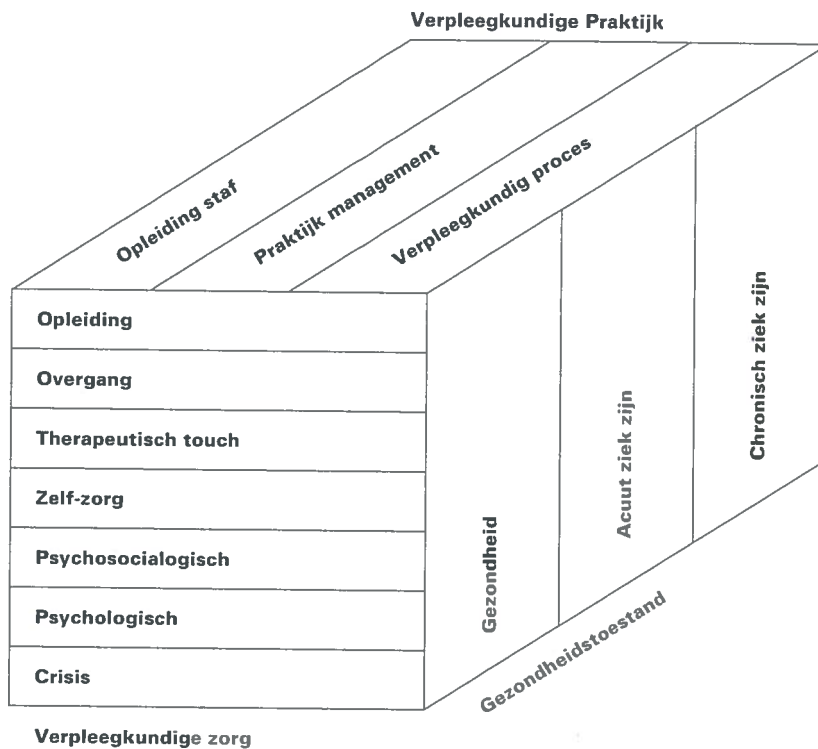 Verpleegkundige Praktijk
Opleiding staf
Praktijk management
Verpleegkundig proces
Opleiding
Overgang
Therapeutisch touch
Zelf-zorg
Psychosocialogisch
Psychologisch
Crisis
Gezondheid
Acuut ziek zijn
Chronisch ziek zijn
Gezondheidstoestand
Verpleegkundige zorg